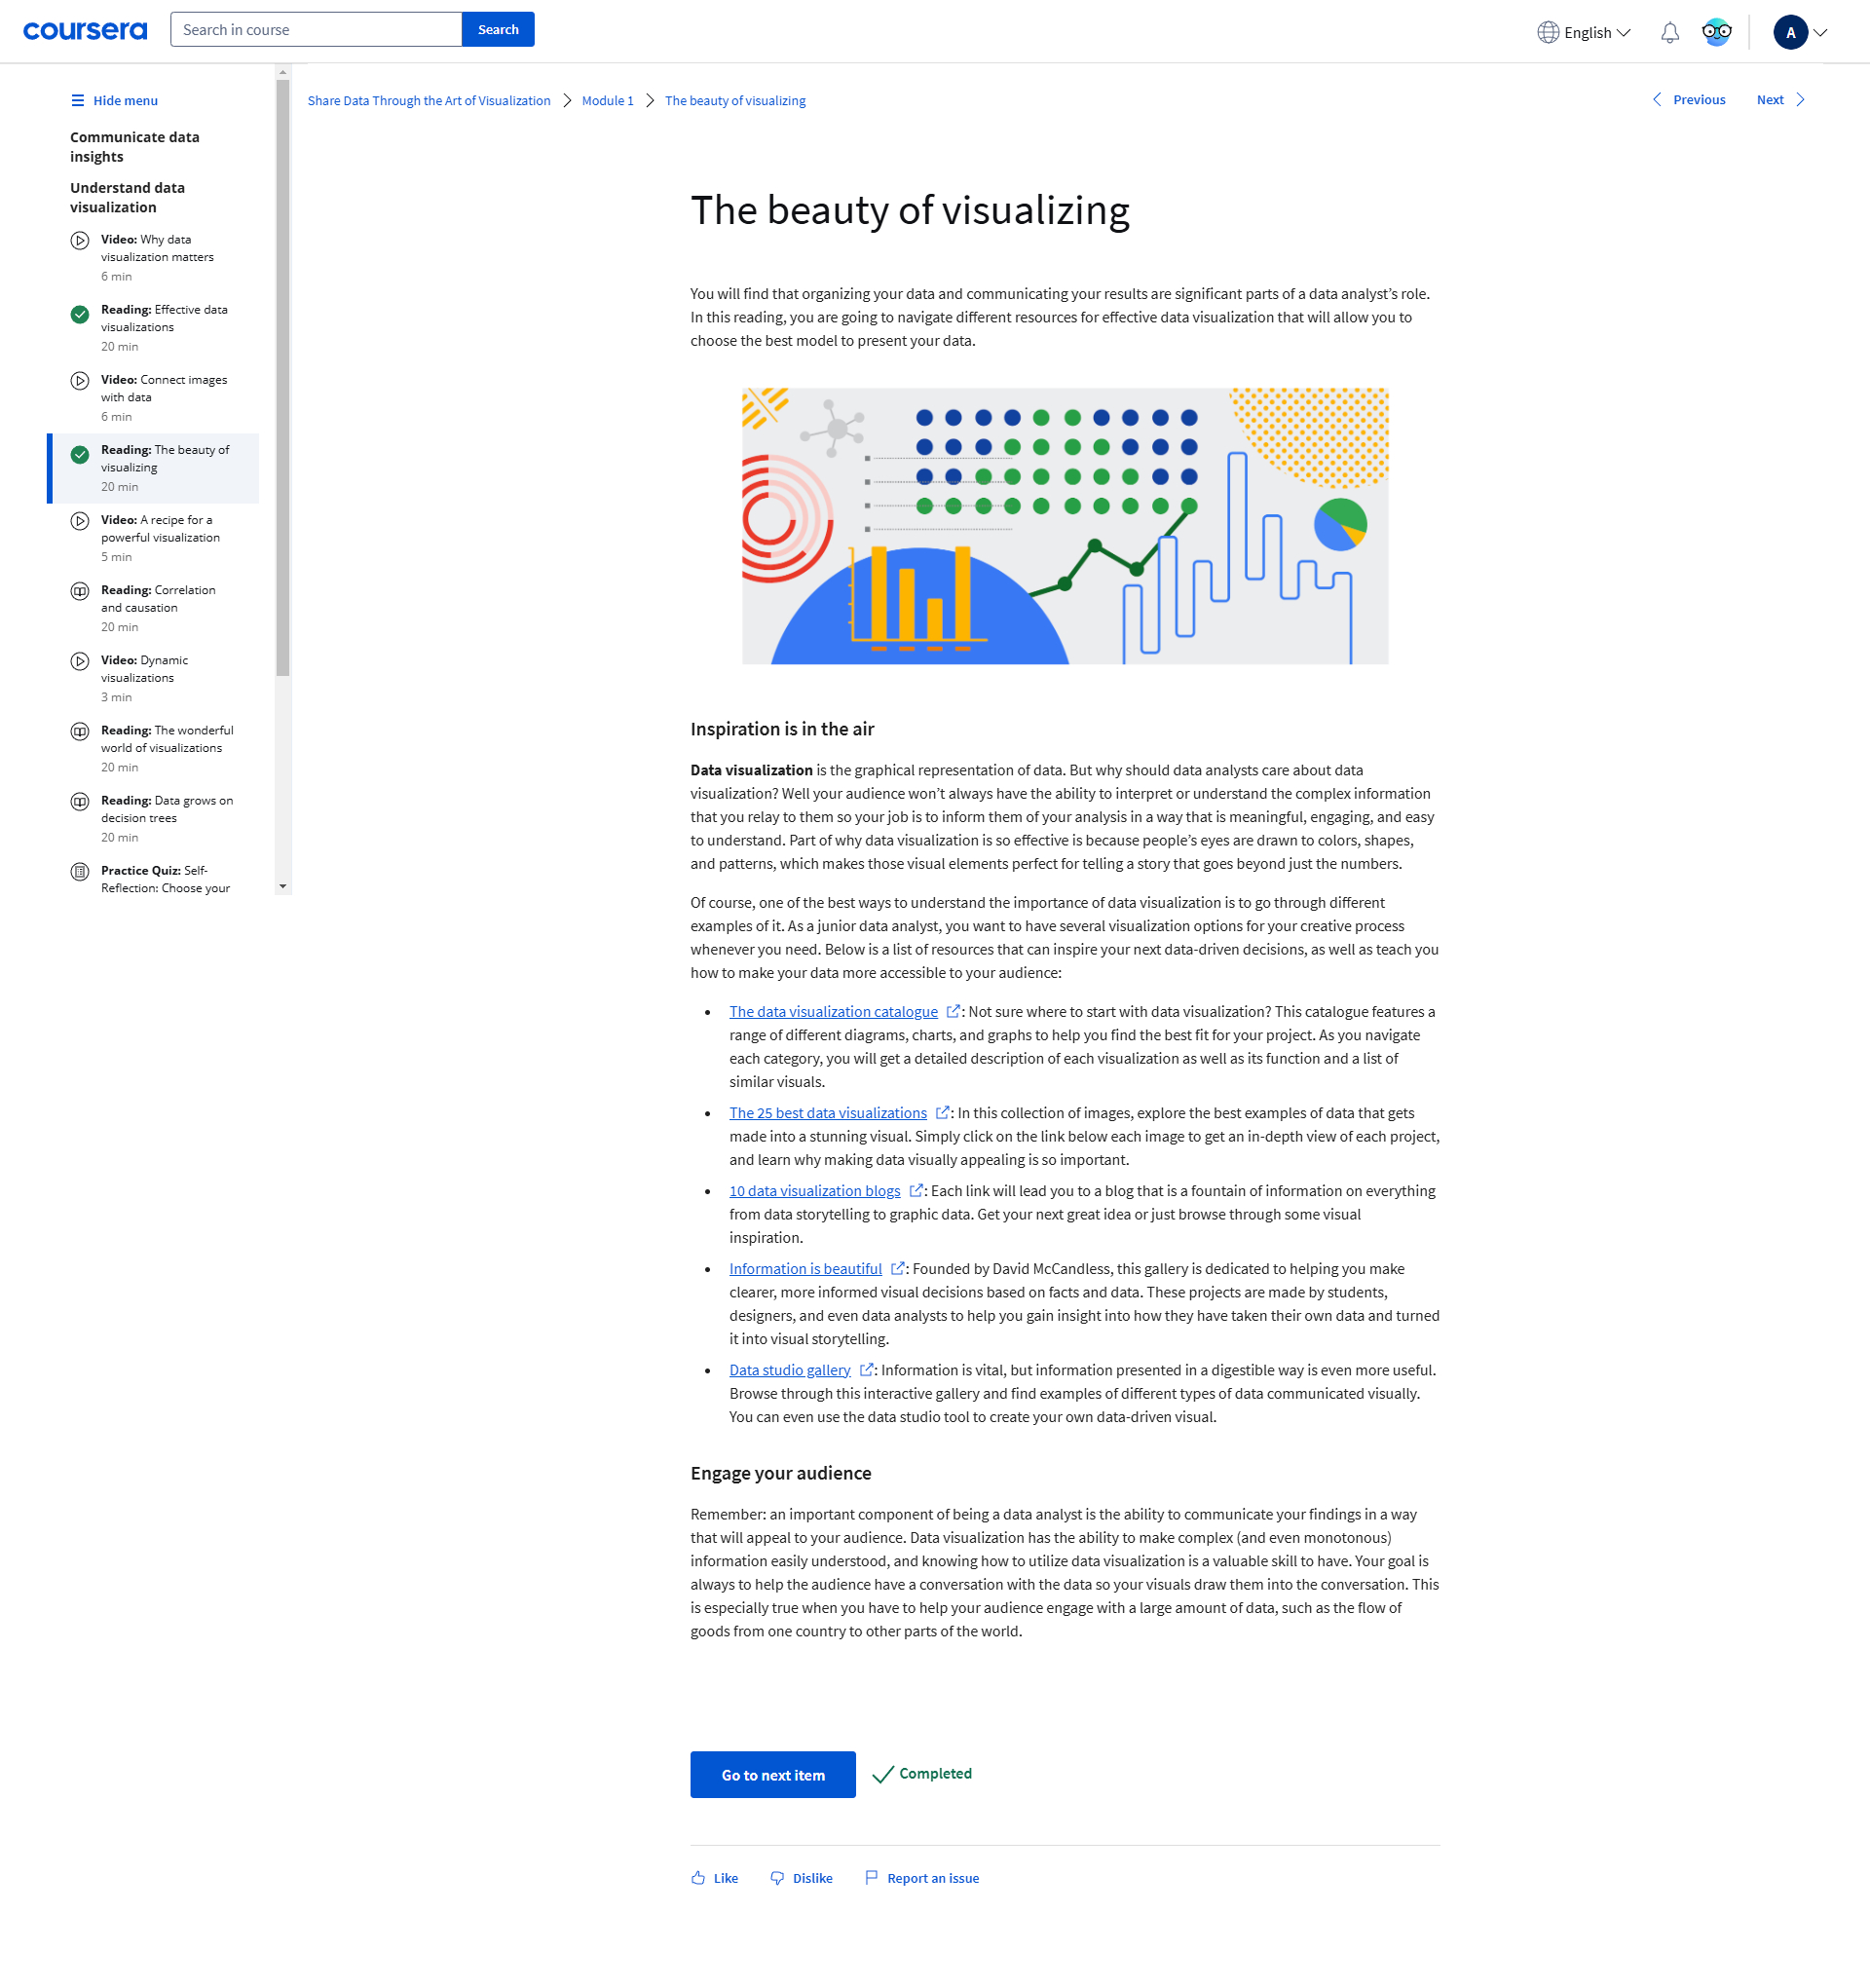 coursera
Search in course
Search
English
A
Hide menu
Communicate data
insights
Understand data
visualization
Video: Why data
visualization matters
6 min
Reading: Effective data
visualizations
20 min
Video: Connect images
with data
6 min
Reading: The beauty of
visualizing
20 min
Video: A recipe for a
powerful visualization
5 min
Reading: Correlation
and causation
20 min
Video: Dynamic
visualizations
3 min
Reading: The wonderful
world of visualizations
20 min
Reading: Data grows on
decision trees
20 min
Practice Quiz: Self-
Reflection: Choose your
Share Data Through the Art of Visualization
Module 1
The beauty of visualizing
Previous
Next
The beauty of visualizing
You will find that organizing your data and communicating your results are significant parts of a data analyst’s role.
In this reading, you are going to navigate different resources for effective data visualization that will allow you to
choose the best model to present your data.
Inspiration is in the air
Data visualization is the graphical representation of data. But why should data analysts care about data
visualization? Well your audience won’t always have the ability to interpret or understand the complex information
that you relay to them so your job is to inform them of your analysis in a way that is meaningful, engaging, and easy
to understand. Part of why data visualization is so effective is because people’s eyes are drawn to colors, shapes,
and patterns, which makes those visual elements perfect for telling a story that goes beyond just the numbers.
Of course, one of the best ways to understand the importance of data visualization is to go through different
examples of it. As a junior data analyst, you want to have several visualization options for your creative process
whenever you need. Below is a list of resources that can inspire your next data-driven decisions, as well as teach you
how to make your data more accessible to your audience:
The data visualization catalogue : Not sure where to start with data visualization? This catalogue features a
range of different diagrams, charts, and graphs to help you find the best fit for your project. As you navigate
each category, you will get a detailed description of each visualization as well as its function and a list of
similar visuals.
The 25 best data visualizations : In this collection of images, explore the best examples of data that gets
made into a stunning visual. Simply click on the link below each image to get an in-depth view of each project,
and learn why making data visually appealing is so important.
10 data visualization blogs : Each link will lead you to a blog that is a fountain of information on everything
from data storytelling to graphic data. Get your next great idea or just browse through some visual
inspiration.
Information is beautiful : Founded by David McCandless, this gallery is dedicated to helping you make
clearer, more informed visual decisions based on facts and data. These projects are made by students,
designers, and even data analysts to help you gain insight into how they have taken their own data and turned
it into visual storytelling.
Data studio gallery : Information is vital, but information presented in a digestible way is even more useful.
Browse through this interactive gallery and find examples of different types of data communicated visually.
You can even use the data studio tool to create your own data-driven visual.
Engage your audience
Remember: an important component of being a data analyst is the ability to communicate your findings in a way
that will appeal to your audience. Data visualization has the ability to make complex (and even monotonous)
information easily understood, and knowing how to utilize data visualization is a valuable skill to have. Your goal is
always to help the audience have a conversation with the data so your visuals draw them into the conversation. This
is especially true when you have to help your audience engage with a large amount of data, such as the flow of
goods from one country to other parts of the world.
Go to next item
Completed
Like
Dislike
Report an issue